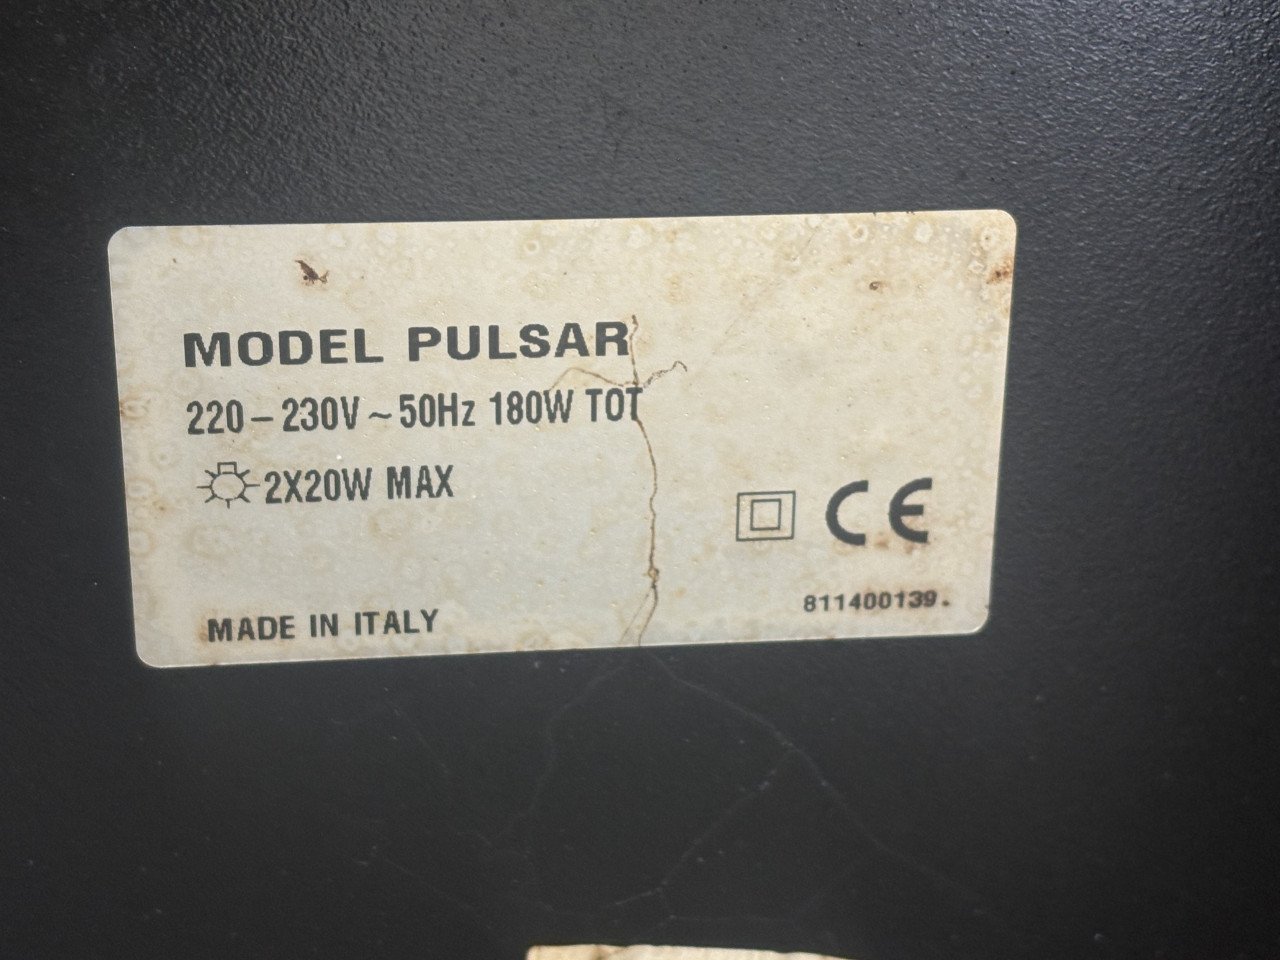 MODEL PULSAR
220-230V~50Hz 180W TOT
2X20W MAX
CE
811400139.
MADE IN ITALY